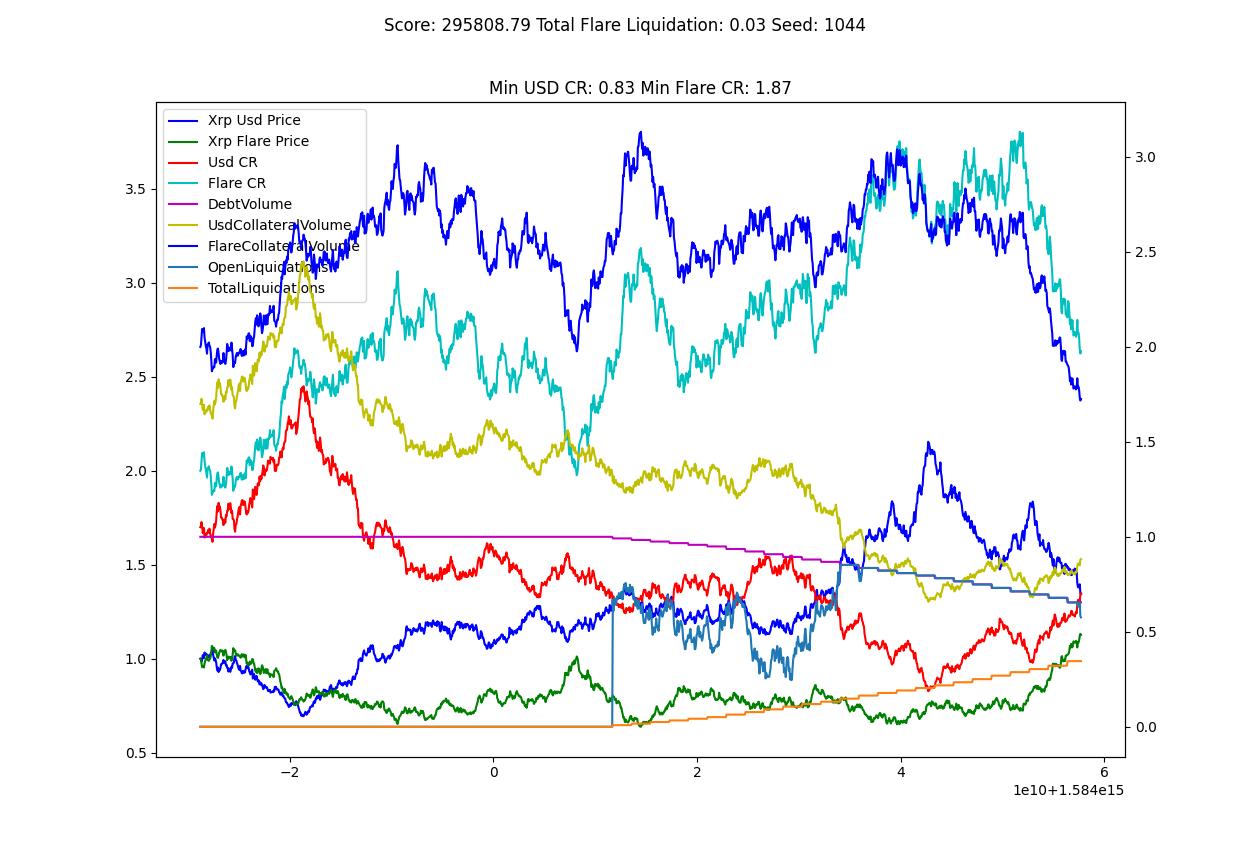 Score: 295808.79 Total Flare Liquidation: 0.03 Seed: 1044
Min USD CR: 0.83 Min Flare CR: 1.87
Xrp Usd Price
Xrp Flare Price
Usd CR
Flare CR
DebtVolume
UsdCollateralVolume
FlareCollateralVolume
OpenLiquidations
TotalLiquidations
3.5
3.0
2.5
2.0
1.5
1.0
0.5
3.0
2.5
2.0
1.5
1.0
0.5
0.0
−2 0 2 4 6
1e10+1.584e15